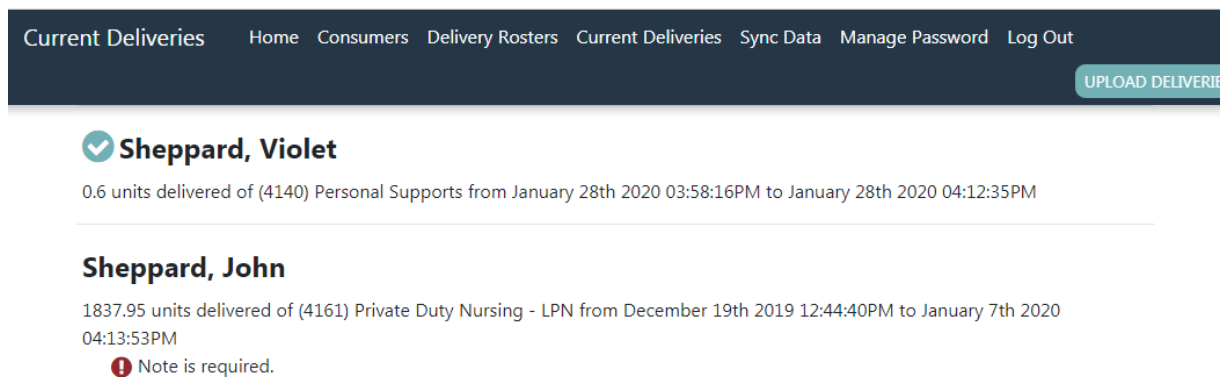 Current Deliveries Home Consumers Delivery Rosters Current Deliveries Sync Data Manage Password Log Out
UPLOAD DELIVERIE
Sheppard, Violet
0.6 units delivered of (4140) Personal Supports from January 28th 2020 03:58:16PM to January 28th 2020 04:12:35PM
Sheppard, John
1837.95 units delivered of (4161) Private Duty Nursing - LPN from December 19th 2019 12:44:40PM to January 7th 2020
04:13:53PM
Note is required.